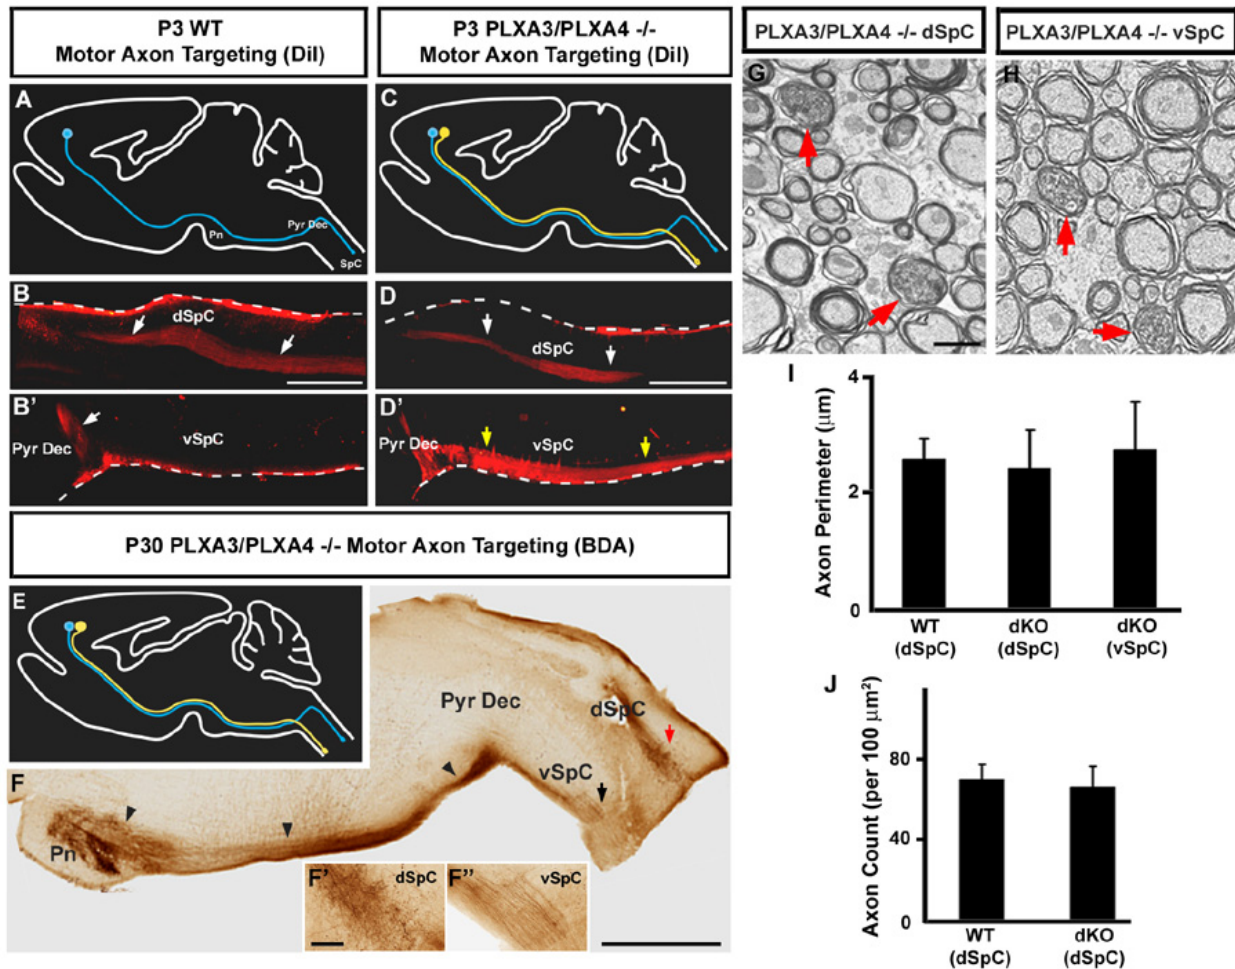 P3 WT
Motor Axon Targeting (DiI)
P3 PLXA3/PLXA4 -/-
Motor Axon Targeting (DiI)
PLXA3/PLXA4 -/- dSpC
PLXA3/PLXA4 -/- vSpC
A
Pn
Pyr Dec
SpC
C
G
H
B
dSpC
D
dSpC
B'
Pyr Dec
vSpC
D'
Pyr Dec
vSpC
I
Axon Perimeter (μm)
4
2
0
WT
(dSpC)
dKO
(dSpC)
dKO
(vSpC)
P30 PLXA3/PLXA4 -/- Motor Axon Targeting (BDA)
E
F
Pn
Pyr Dec
dSpC
vSpC
F'
dSpC
F''
vSpC
J
Axon Count (per 100 μm²)
80
40
0
WT
(dSpC)
dKO
(dSpC)